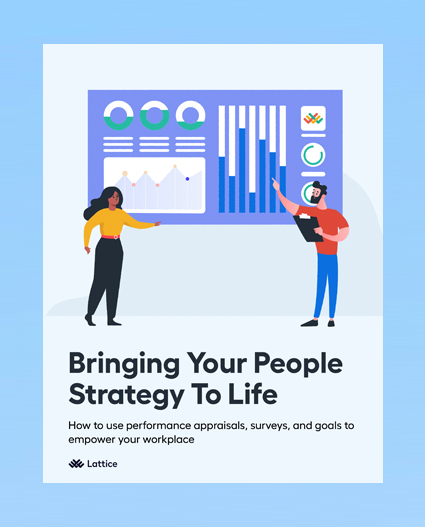 Bringing Your People
Strategy To Life
How to use performance appraisals, surveys, and goals to
empower your workplace
Lattice